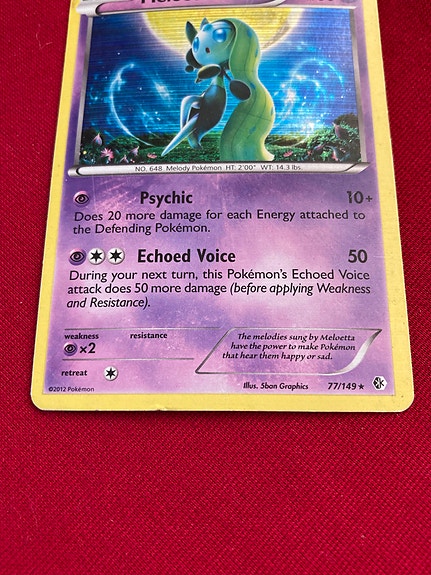 NO. 648 Melody Pokémon HT: 2'00" WT: 14.3 lbs.
Psychic 10+
Does 20 more damage for each Energy attached to
the Defending Pokémon.
Echoed Voice 50
During your next turn, this Pokémon's Echoed Voice
attack does 50 more damage (before applying Weakness
and Resistance).
weakness resistance
×2
retreat
The melodies sung by Meloetta
have the power to make Pokémon
that hear them happy or sad.
©2012 Pokémon
Illus. 5ban Graphics 77/149 ★